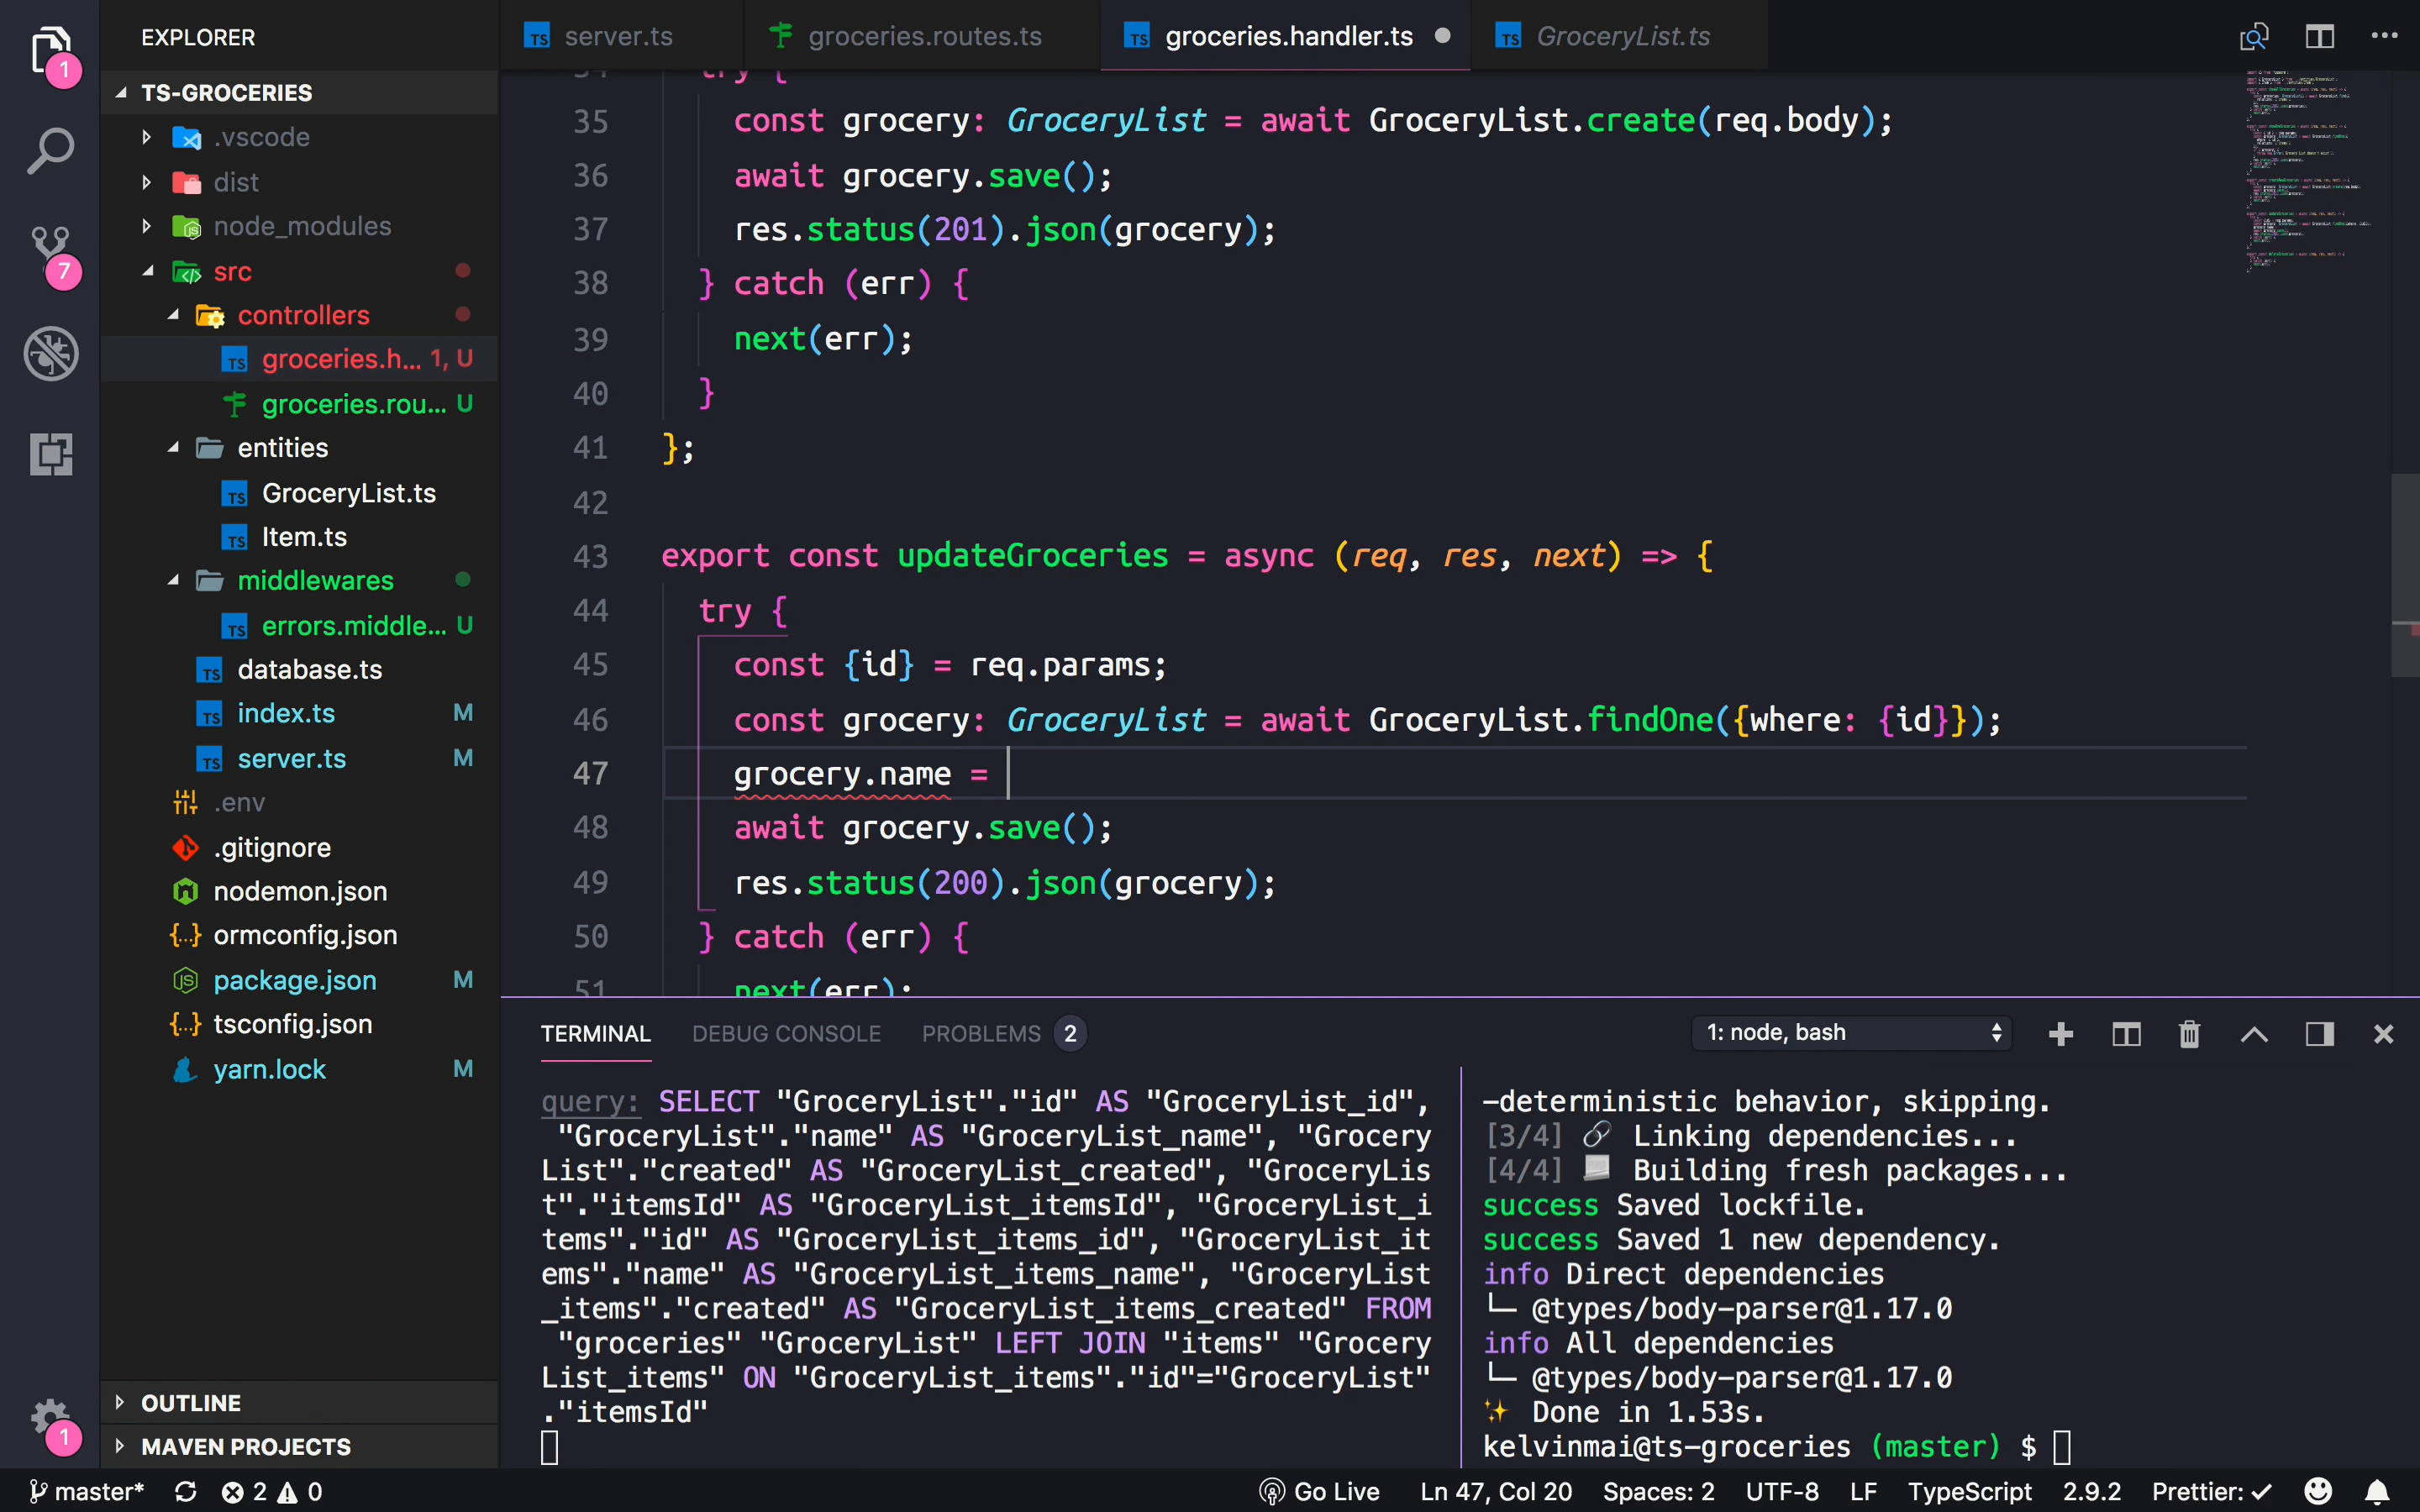 EXPLORER
TS-GROCERIES
.vscode
dist
node_modules
src
controllers
groceries.h... 1, U
groceries.rou... U
entities
GroceryList.ts
Item.ts
middlewares
errors.middle... U
database.ts
index.ts M
server.ts M
.env
.gitignore
nodemon.json
ormconfig.json
package.json M
tsconfig.json
yarn.lock M
OUTLINE
MAVEN PROJECTS
1
7
1
server.ts groceries.routes.ts groceries.handler.ts GroceryList.ts
34 try {
35 const grocery: GroceryList = await GroceryList.create(req.body);
36 await grocery.save();
37 res.status(201).json(grocery);
38 } catch (err) {
39 next(err);
40 }
41 };
42
43 export const updateGroceries = async (req, res, next) => {
44 try {
45 const {id} = req.params;
46 const grocery: GroceryList = await GroceryList.findOne({where: {id}});
47 grocery.name =
48 await grocery.save();
49 res.status(200).json(grocery);
50 } catch (err) {
51 next(err);
TERMINAL DEBUG CONSOLE PROBLEMS 2 1: node, bash
query: SELECT "GroceryList"."id" AS "GroceryList_id",
"GroceryList"."name" AS "GroceryList_name", "Grocery
List"."created" AS "GroceryList_created", "GroceryLis
t"."itemsId" AS "GroceryList_itemsId", "GroceryList_i
tems"."id" AS "GroceryList_items_id", "GroceryList_it
ems"."name" AS "GroceryList_items_name", "GroceryList
_items"."created" AS "GroceryList_items_created" FROM
"groceries" "GroceryList" LEFT JOIN "items" "Grocery
List_items" ON "GroceryList_items"."id"="GroceryList"
."itemsId"
-deterministic behavior, skipping.
[3/4] 🔗 Linking dependencies...
[4/4] 📃 Building fresh packages...
success Saved lockfile.
success Saved 1 new dependency.
info Direct dependencies
└─ @types/body-parser@1.17.0
info All dependencies
└─ @types/body-parser@1.17.0
✨ Done in 1.53s.
kelvinmai@ts-groceries (master) $
master* 2 0 Go Live Ln 47, Col 20 Spaces: 2 UTF-8 LF TypeScript 2.9.2 Prettier: ✓